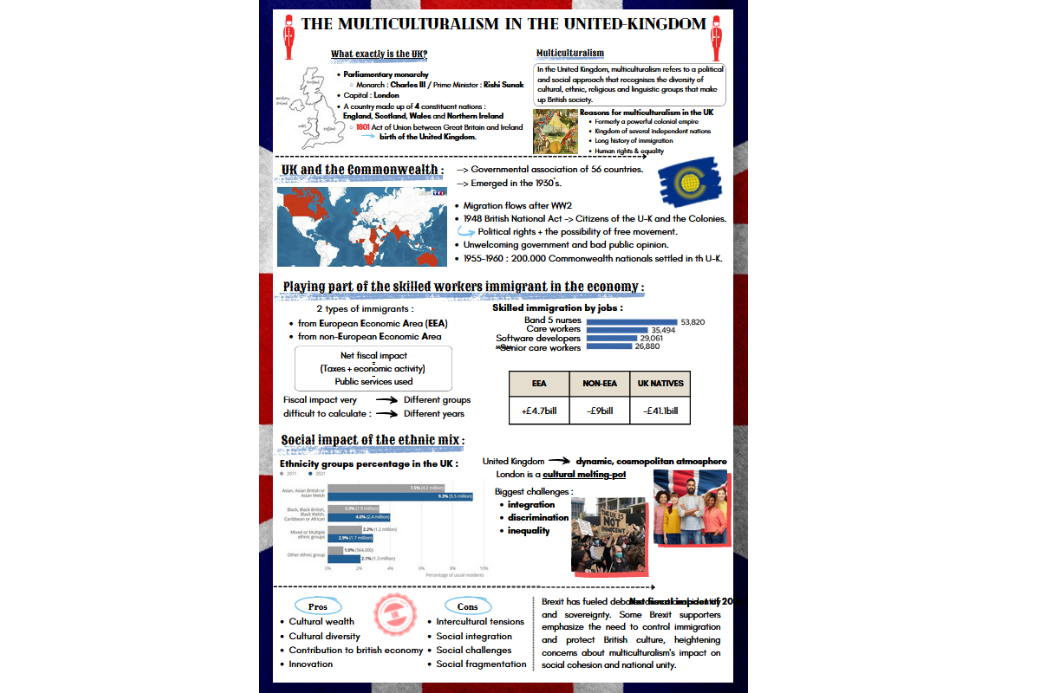 THE MULTICULTURALISM IN THE UNITED-KINGDOM
What exactly is the UK?
• Parliamentary monarchy
○ Monarch : Charles III / Prime Minister : Rishi Sunak
• Capital : London
• A country made up of 4 constituent nations :
England, Scotland, Wales and Northern Ireland
○ 1801 Act of Union between Great Britain and Ireland
birth of the United Kingdom.
Multiculturalism
In the United Kingdom, multiculturalism refers to a political
and social approach that recognises the diversity of
cultural, ethnic, religious and linguistic groups that make
up British society.
Reasons for multiculturalism in the UK
• Formerly a powerful colonial empire
• Kingdom of several independent nations
• Long history of immigration
• Human rights & equality
UK and the Commonwealth :
—> Governmental association of 56 countries.
—> Emerged in the 1930's.
• Migration flows after WW2
• 1948 British National Act -> Citizens of the U-K and the Colonies.
Political rights + the possibility of free movement.
• Unwelcoming government and bad public opinion.
• 1955-1960 : 200.000 Commonwealth nationals settled in th U-K.
Playing part of the skilled workers immigrant in the economy :
2 types of immigrants :
• from European Economic Area (EEA)
• from non-European Economic Area
Net fiscal impact
=
(Taxes + economic activity)
-
Public services used
Fiscal impact very → Different groups
difficult to calculate : → Different years
Skilled immigration by jobs :
Band 5 nurses 53,820
Care workers 35,494
Software developers 29,061
Senior care workers 26,880
EEA NON-EEA UK NATIVES
+£4.7bill -£9bill -£41.1bill
Social impact of the ethnic mix :
Ethnicity groups percentage in the UK :
2011 2021
Asian, Asian British or
Asian Welsh
7.5% (4.2 million)
9.3% (5.5 million)
Black, Black British,
Black Welsh,
Caribbean or African
4.0% (2.4 million)
Mixed or Multiple
ethnic groups
2.2% (1.2 million)
2.9% (1.7 million)
Other ethnic group
1.0% (564,000)
2.1% (1.3 million)
0% 2% 4% 6% 8% 10%
Percentage of usual residents
United Kingdom → dynamic, cosmopolitan atmosphere
London is a cultural melting-pot
Biggest challenges :
• integration
• discrimination
• inequality
THE UK IS
NOT
INNOCENT
Pros
• Cultural wealth
• Cultural diversity
• Contribution to british economy
• Innovation
Cons
• Intercultural tensions
• Social integration
• Social challenges
• Social fragmentation
Brexit has fueled
Net fiscal impact of
and sovereignty. Some Brexit supporters
emphasize the need to control immigration
and protect British culture, heightening
concerns about multiculturalism's impact on
social cohesion and national unity.